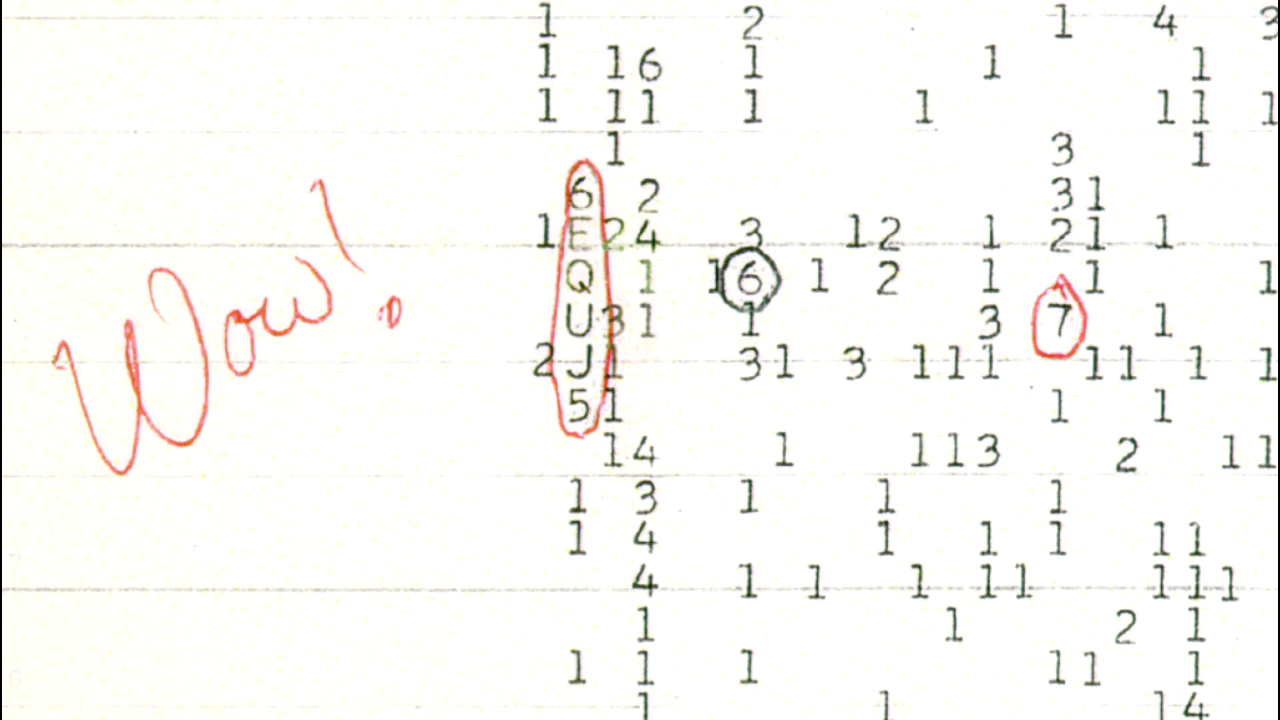 1 2 1 4 3
1 16 1 1 1
1 11 1 1 11 1
1 3 1
6 2 31
1E24 3 12 1 21 1
Q 1 16 1 2 1 1 1
U31 1 3 7 1
2J1 31 3 111 11 1 1
51 1 1
14 1 113 2 11
1 3 1 1 1
1 4 1 1 1 11
4 1 1 1 11 111
1 1 2 1
1 1 1 11 1
1 1 14
Wow!